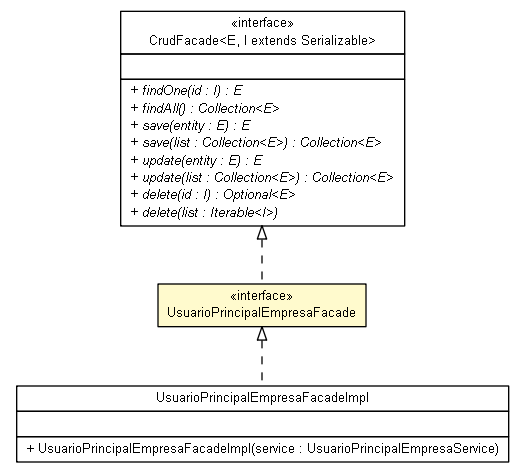 «interface»
CrudFacade<E, I extends Serializable>
+ findOne(id : I) : E
+ findAll() : Collection<E>
+ save(entity : E) : E
+ save(list : Collection<E>) : Collection<E>
+ update(entity : E) : E
+ update(list : Collection<E>) : Collection<E>
+ delete(id : I) : Optional<E>
+ delete(list : Iterable<I>)
«interface»
UsuarioPrincipalEmpresaFacade
UsuarioPrincipalEmpresaFacadeImpl
+ UsuarioPrincipalEmpresaFacadeImpl(service : UsuarioPrincipalEmpresaService)